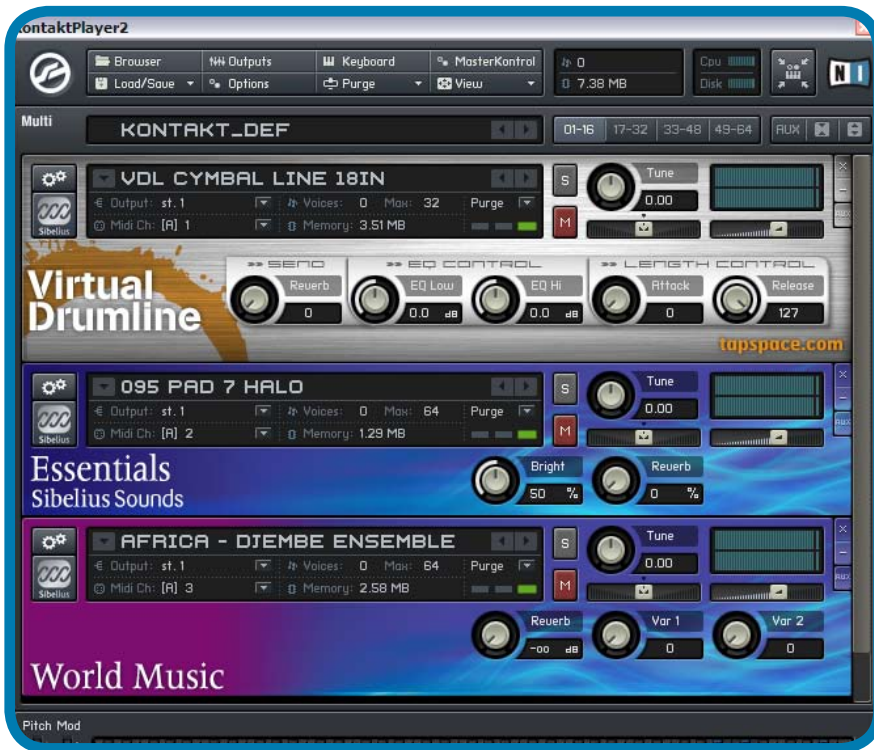 KontaktPlayer2
Browser Outputs Keyboard MasterKontrol
Load/Save Options Purge View
0
7.38 MB
Cpu
Disk
NI
Multi
KONTAKT_DEF
01-16 17-32 33-48 49-64 AUX
VDL CYMBAL LINE 18IN
Output: st. 1 Voices: 0 Max: 32 Purge
Midi Ch: [A] 1 Memory: 3.51 MB
Sibelius
S
M
Tune
0.00
AUX
Virtual
Drumline
SEND EQ CONTROL LENGTH CONTROL
Reverb EQ Low EQ Hi Attack Release
0 0.0 dB 0.0 dB 0 127
tapspace.com
095 PAD 7 HALO
Output: st. 1 Voices: 0 Max: 64 Purge
Midi Ch: [A] 2 Memory: 1.29 MB
Sibelius
S
M
Tune
0.00
AUX
Essentials
Sibelius Sounds
Bright Reverb
50 % 0 %
AFRICA - DJEMBE ENSEMBLE
Output: st. 1 Voices: 0 Max: 64 Purge
Midi Ch: [A] 3 Memory: 2.58 MB
Sibelius
S
M
Tune
0.00
AUX
World Music
Reverb Var 1 Var 2
-oo dB 0 0
Pitch Mod